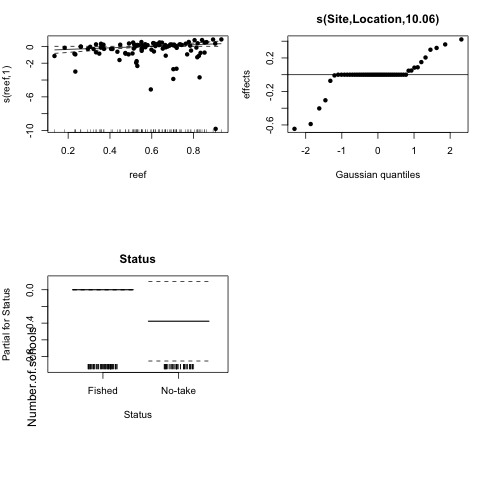 s(reef,1)
0
-2
-6
-10
0.2 0.4 0.6 0.8
reef
s(Site,Location,10.06)
effects
0.2
-0.2
-0.6
-2 -1 0 1 2
Gaussian quantiles
Status
Partial for Status
Number.of.schools
0.0
Fished No-take
Status